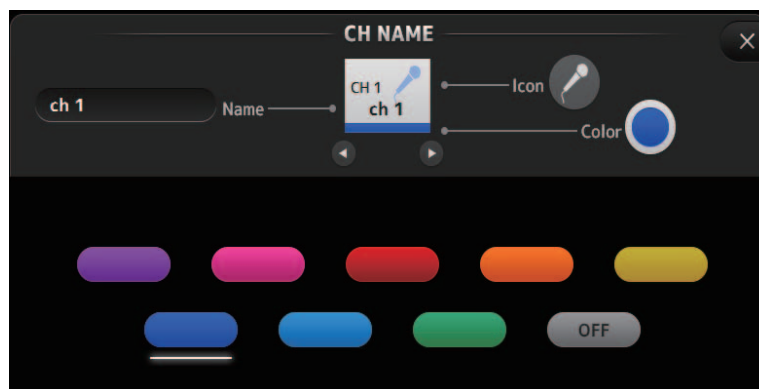 CH NAME
ch 1
Name
CH 1
ch 1
Icon
Color
OFF